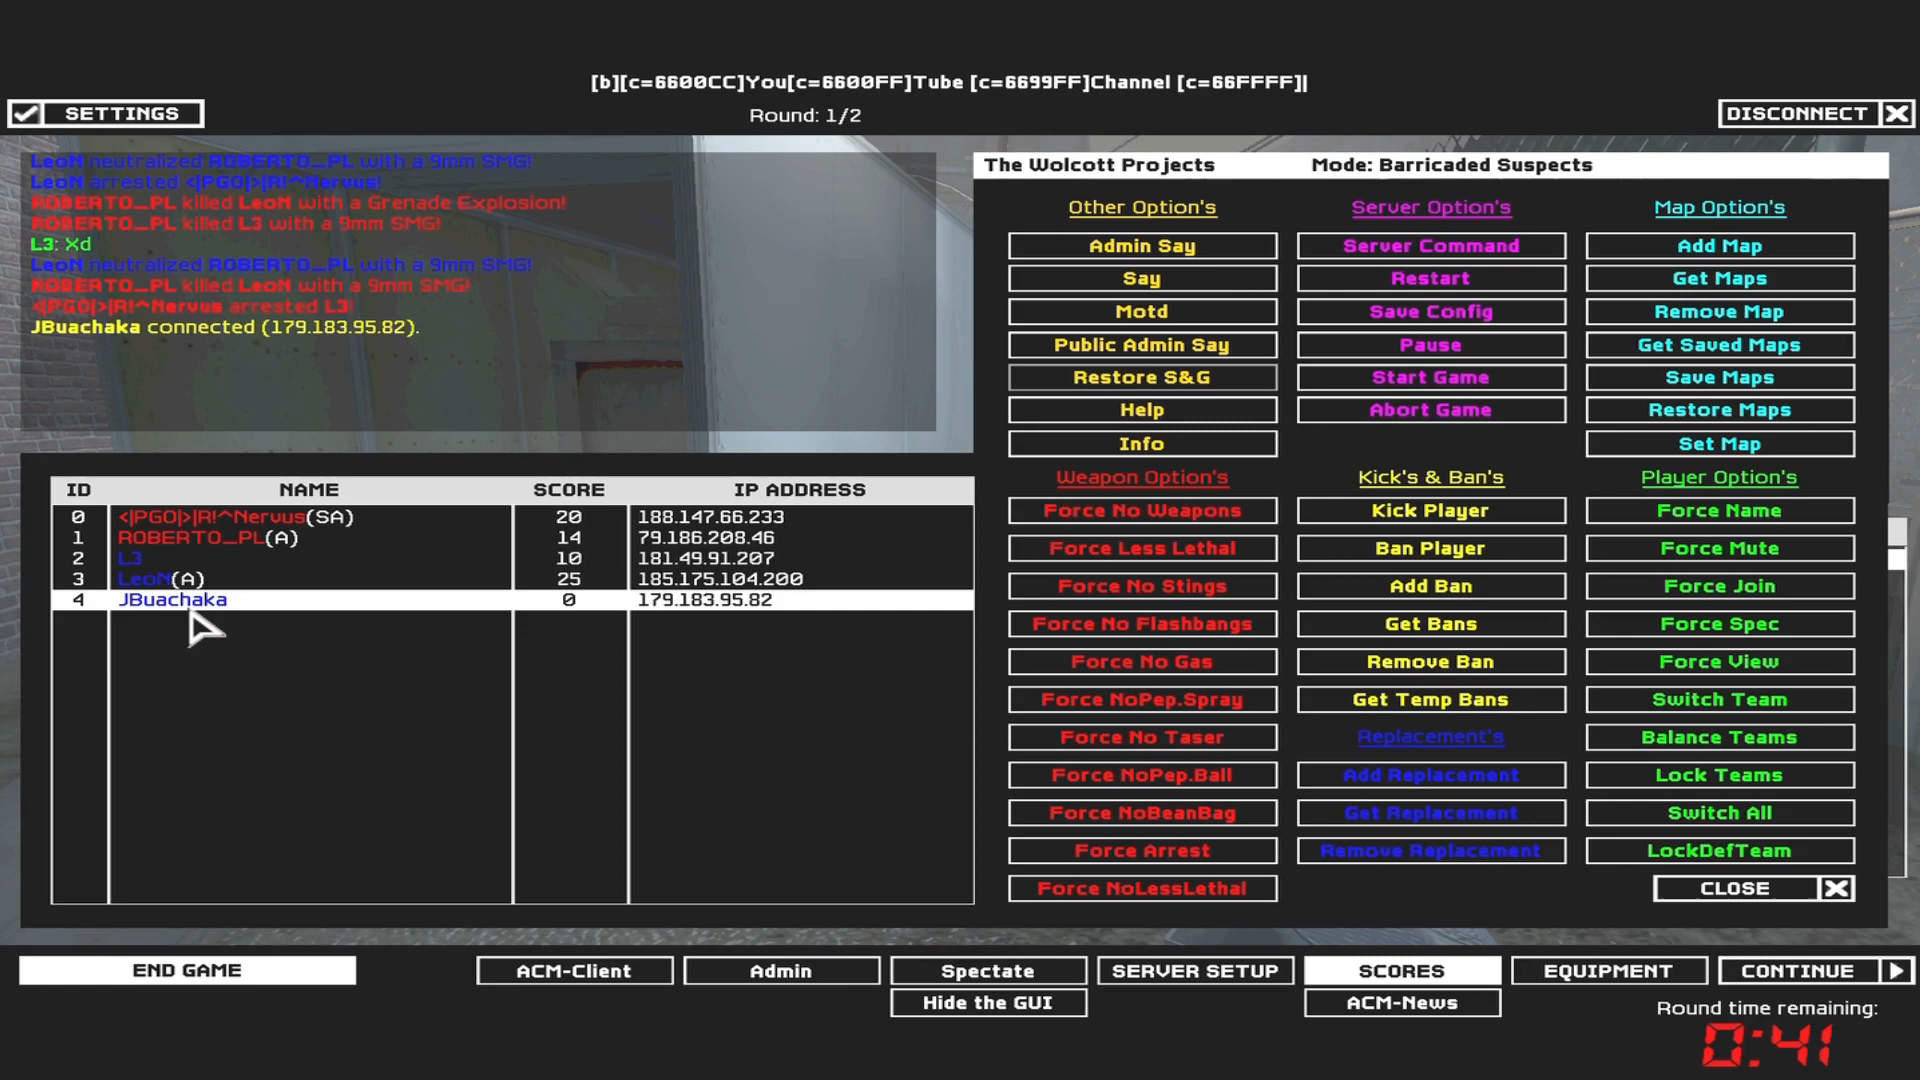 [b][c=6600CC]You[c=6600FF]Tube [c=6699FF]Channel [c=66FFFF]|
SETTINGS
Round: 1/2
DISCONNECT
LeoN neutralized ROBERTO_PL with a 9mm SMG!
LeoN arrested <|PGO|>|R!^Nervus!
ROBERTO_PL killed LeoN with a Grenade Explosion!
ROBERTO_PL killed L3 with a 9mm SMG!
L3: Xd
LeoN neutralized ROBERTO_PL with a 9mm SMG!
ROBERTO_PL killed LeoN with a 9mm SMG!
<|PGO|>|R!^Nervus arrested L3!
JBuachaka connected (179.183.95.82).
ID NAME SCORE IP ADDRESS
0 <|PGO|>|R!^Nervus(SA) 20 188.147.66.233
1 ROBERTO_PL(A) 14 79.186.208.46
2 L3 10 181.49.91.207
3 LeoN(A) 25 185.175.104.200
4 JBuachaka 0 179.183.95.82
The Wolcott Projects Mode: Barricaded Suspects
Other Option's
Admin Say
Say
Motd
Public Admin Say
Restore S&G
Help
Info
Server Option's
Server Command
Restart
Save Config
Pause
Start Game
Abort Game
Map Option's
Add Map
Get Maps
Remove Map
Get Saved Maps
Save Maps
Restore Maps
Set Map
Weapon Option's
Force No Weapons
Force Less Lethal
Force No Stings
Force No Flashbangs
Force No Gas
Force NoPep.Spray
Force No Taser
Force NoPep.Ball
Force NoBeanBag
Force Arrest
Force NoLessLethal
Kick's & Ban's
Kick Player
Ban Player
Add Ban
Get Bans
Remove Ban
Get Temp Bans
Replacement's
Add Replacement
Get Replacement
Remove Replacement
Player Option's
Force Name
Force Mute
Force Join
Force Spec
Force View
Switch Team
Balance Teams
Lock Teams
Switch All
LockDefTeam
CLOSE
END GAME
ACM-Client
Admin
Spectate
SERVER SETUP
SCORES
EQUIPMENT
CONTINUE
Hide the GUI
ACM-News
Round time remaining:
0:41